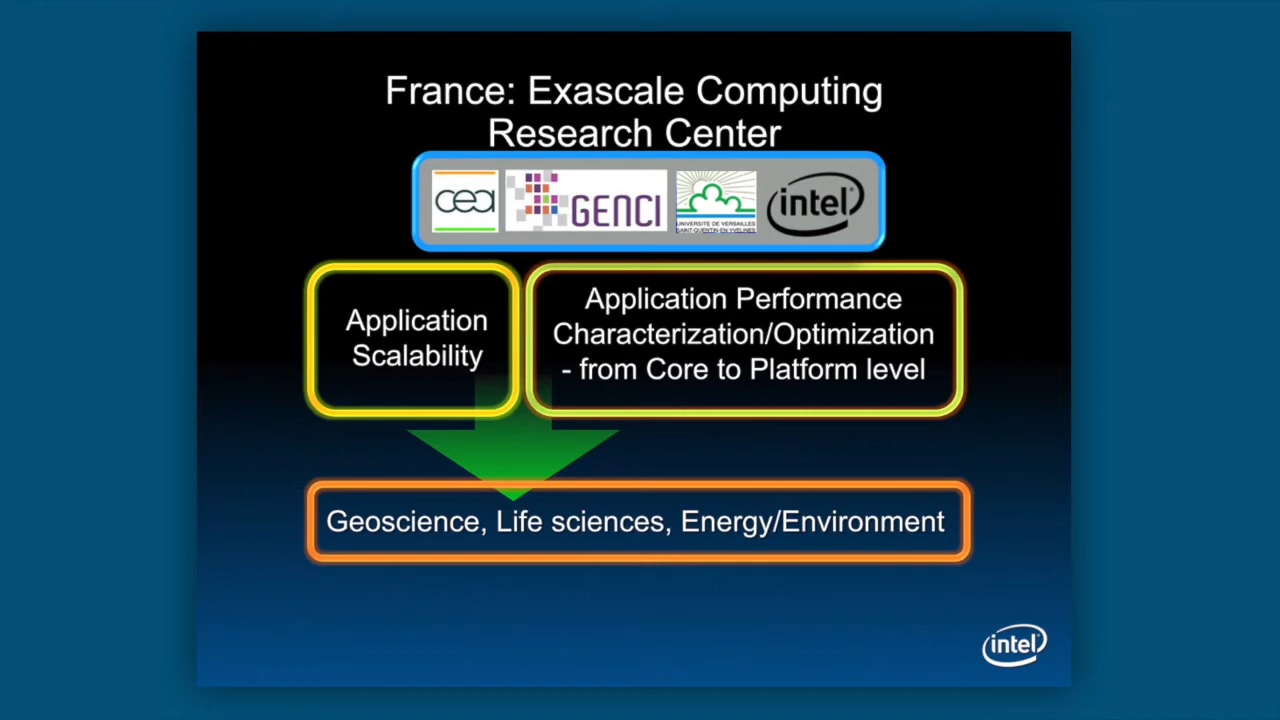 France: Exascale Computing
Research Center
cea
GENCI
UNIVERSITE DE VERSAILLES
SAINT-QUENTIN-EN-YVELINES
intel
Application
Scalability
Application Performance
Characterization/Optimization
- from Core to Platform level
Geoscience, Life sciences, Energy/Environment
intel